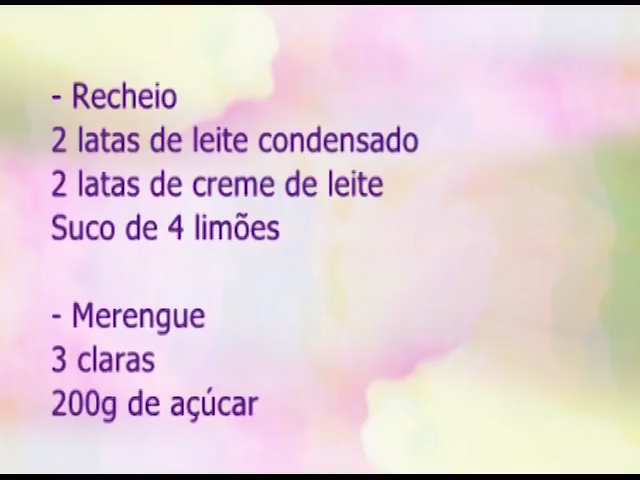 - Recheio
2 latas de leite condensado
2 latas de creme de leite
Suco de 4 limões
- Merengue
3 claras
200g de açúcar